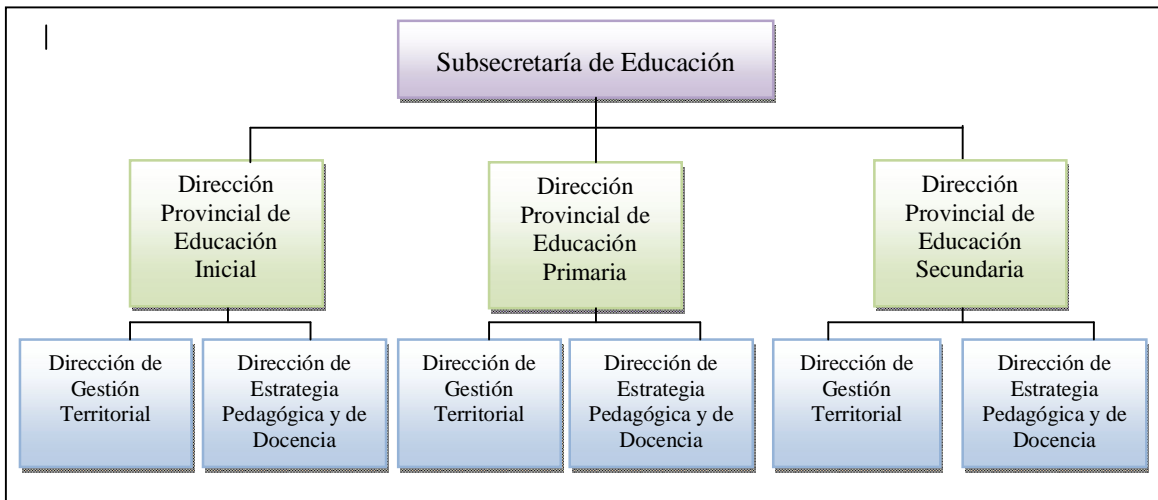 Subsecretaría de Educación
Dirección
Provincial de
Educación
Inicial
Dirección
Provincial de
Educación
Primaria
Dirección
Provincial de
Educación
Secundaria
Dirección de
Gestión
Territorial
Dirección de
Estrategia
Pedagógica y de
Docencia
Dirección de
Gestión
Territorial
Dirección de
Estrategia
Pedagógica y de
Docencia
Dirección de
Gestión
Territorial
Dirección de
Estrategia
Pedagógica y de
Docencia